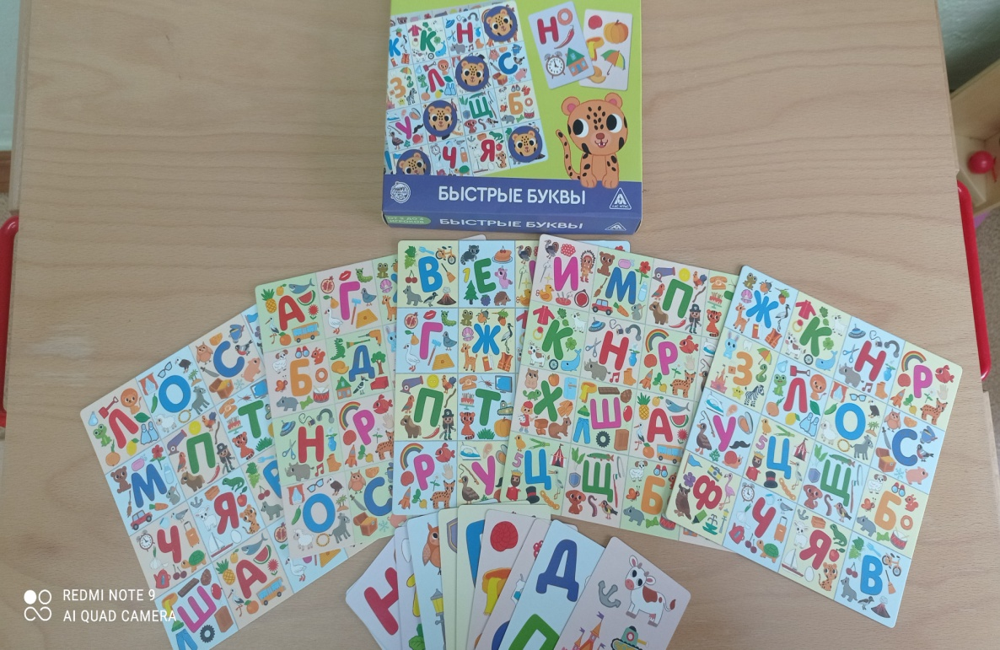 К К Н
З Л С
У Щ Б
Ч Я
Н
БЫСТРЫЕ БУКВЫ
БЫСТРЫЕ БУКВЫ
Л О С
М П Т
Ч Я Р
Ш А
А Г
Б Д
Н Р
О С
В Е
Г Ж
П Т
Р У
И М П
К Н Р
Х Ш А
Ц Щ Б
Ж К Н Р
З Л О С
У Ц Щ Б
Ф Ч Я В
Н
Д
П
REDMI NOTE 9
AI QUAD CAMERA